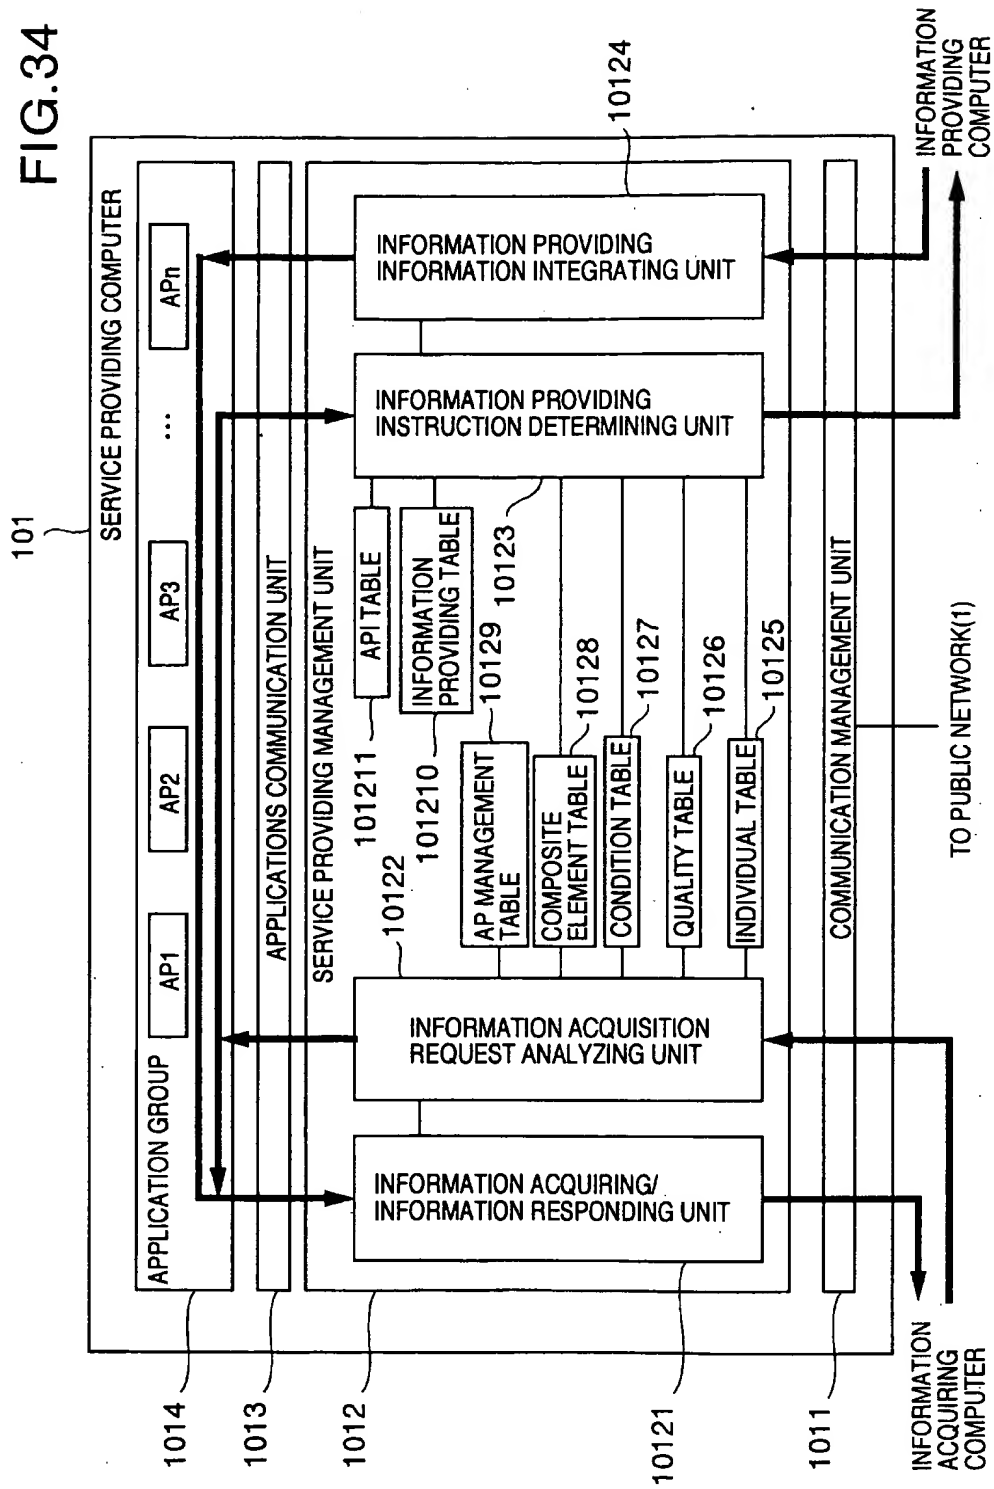 FIG.34
101
SERVICE PROVIDING COMPUTER
1014
APPLICATION GROUP
AP1
AP2
AP3
...
APn
1013
APPLICATIONS COMMUNICATION UNIT
1012
SERVICE PROVIDING MANAGEMENT UNIT
10121
INFORMATION ACQUIRING/
INFORMATION RESPONDING UNIT
10122
INFORMATION ACQUISITION
REQUEST ANALYZING UNIT
101211
API TABLE
101210
INFORMATION
PROVIDING TABLE
AP MANAGEMENT
TABLE
10129
COMPOSITE
ELEMENT TABLE
10128
CONDITION TABLE
10127
QUALITY TABLE
10126
INDIVIDUAL TABLE
10125
10123
INFORMATION PROVIDING
INSTRUCTION DETERMINING UNIT
INFORMATION PROVIDING
INFORMATION INTEGRATING UNIT
10124
1011
COMMUNICATION MANAGEMENT UNIT
INFORMATION
ACQUIRING
COMPUTER
TO PUBLIC NETWORK(1)
INFORMATION
PROVIDING
COMPUTER